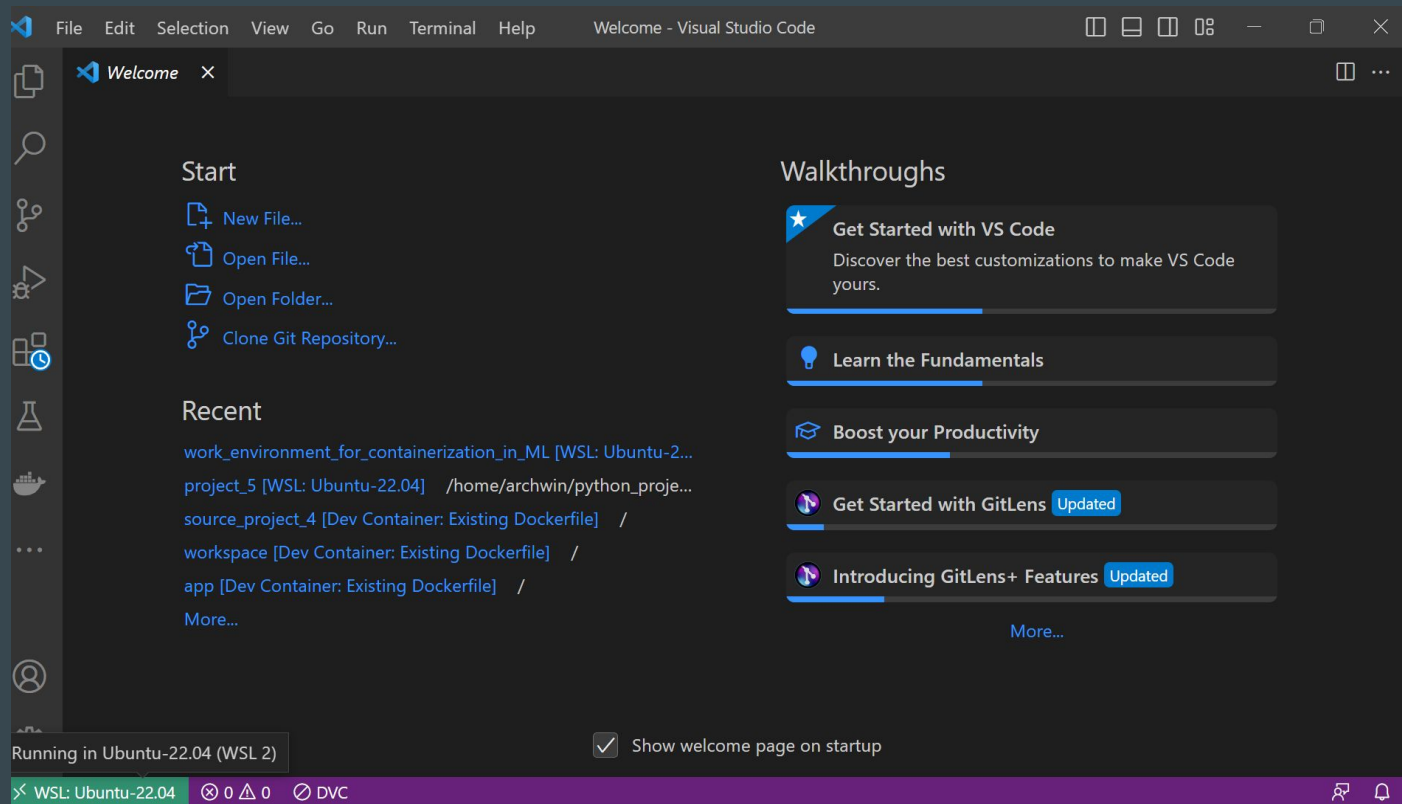 File Edit Selection View Go Run Terminal Help Welcome - Visual Studio Code
Welcome
Start
New File...
Open File...
Open Folder...
Clone Git Repository...
Recent
work_environment_for_containerization_in_ML [WSL: Ubuntu-2...
project_5 [WSL: Ubuntu-22.04] /home/archwin/python_proje...
source_project_4 [Dev Container: Existing Dockerfile] /
workspace [Dev Container: Existing Dockerfile] /
app [Dev Container: Existing Dockerfile] /
More...
Walkthroughs
Get Started with VS Code
Discover the best customizations to make VS Code
yours.
Learn the Fundamentals
Boost your Productivity
Get Started with GitLens Updated
Introducing GitLens+ Features Updated
More...
Show welcome page on startup
Running in Ubuntu-22.04 (WSL 2)
WSL: Ubuntu-22.04 0 0 DVC